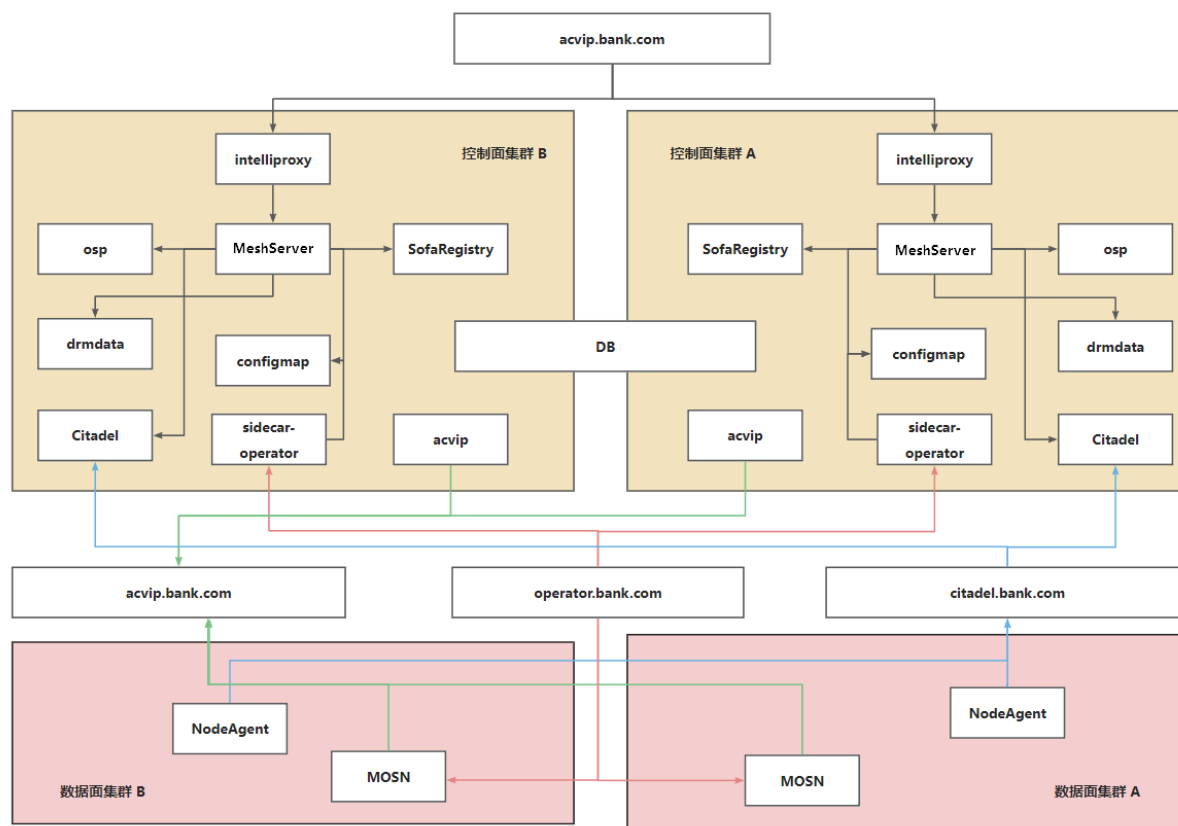 acvip.bank.com
intelliproxy
控制面集群 B
控制面集群 A
intelliproxy
osp
MeshServer
SofaRegistry
SofaRegistry
MeshServer
osp
drmdata
configmap
DB
configmap
drmdata
Citadel
sidecar-
operator
acvip
acvip
sidecar-
operator
Citadel
acvip.bank.com
operator.bank.com
citadel.bank.com
NodeAgent
NodeAgent
MOSN
MOSN
数据面集群 B
数据面集群 A